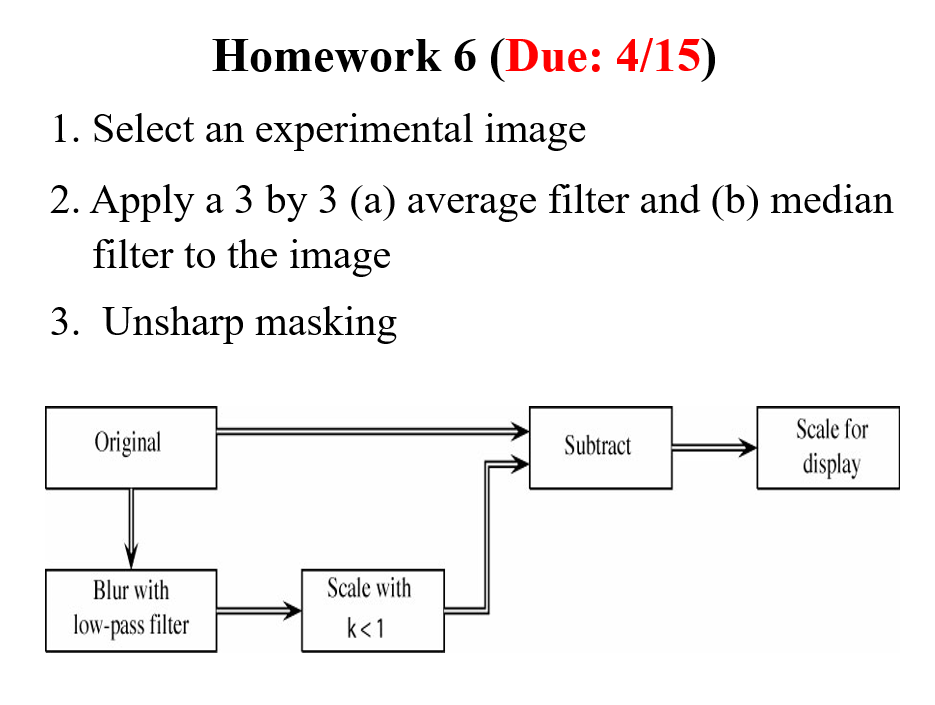 Homework 6 (Due: 4/15)
1. Select an experimental image
2. Apply a 3 by 3 (a) average filter and (b) median
filter to the image
3. Unsharp masking
Original
Subtract
Scale for
display
Blur with
low-pass filter
Scale with
k < 1